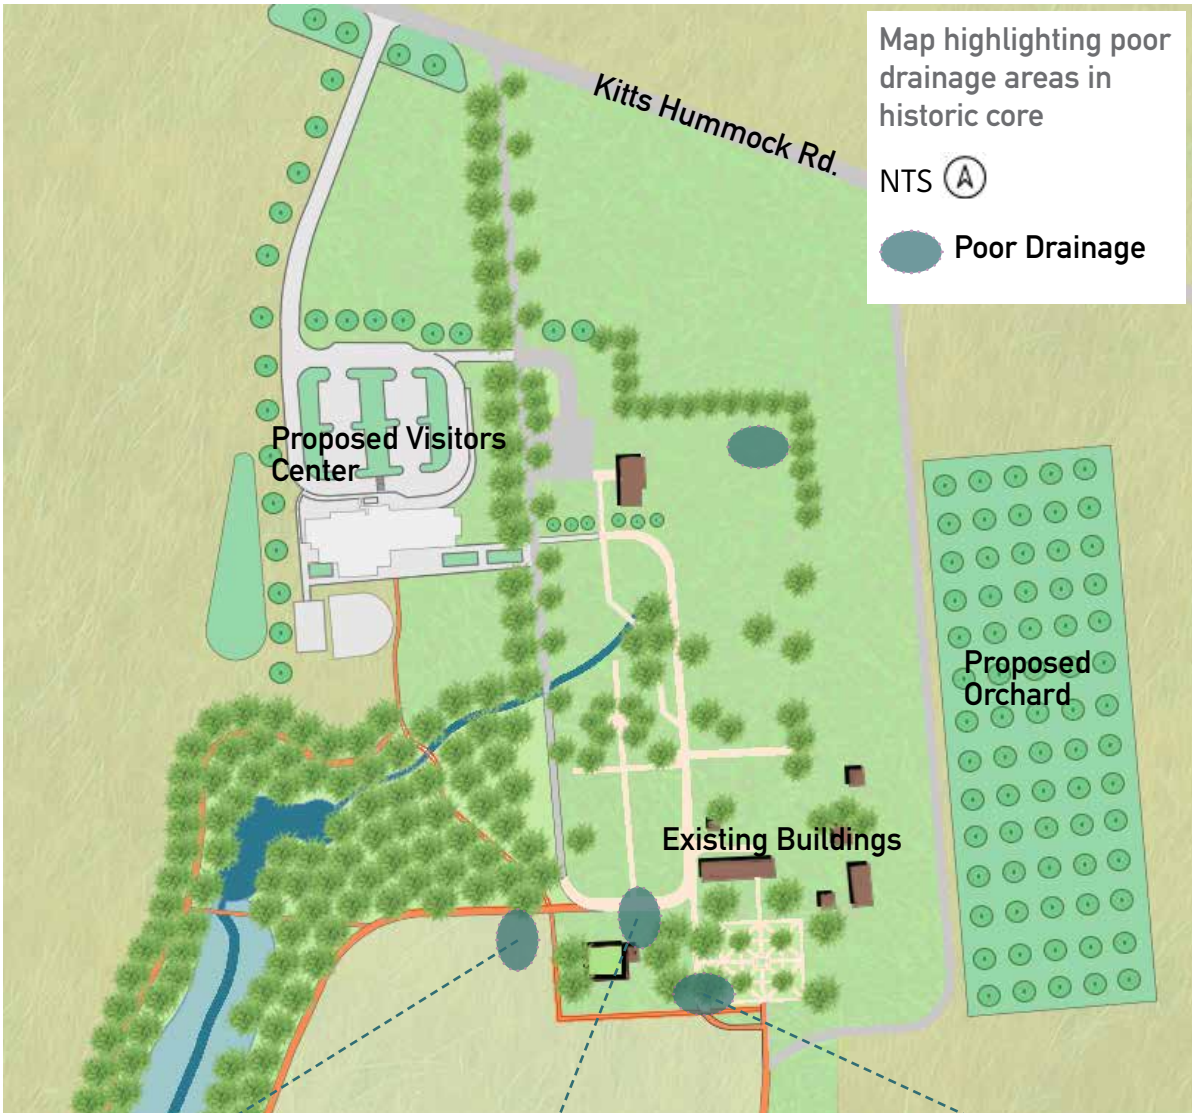 Map highlighting poor
drainage areas in
historic core
NTS
Poor Drainage
Kitts Hummock Rd.
Proposed Visitors
Center
Proposed
Orchard
Existing Buildings